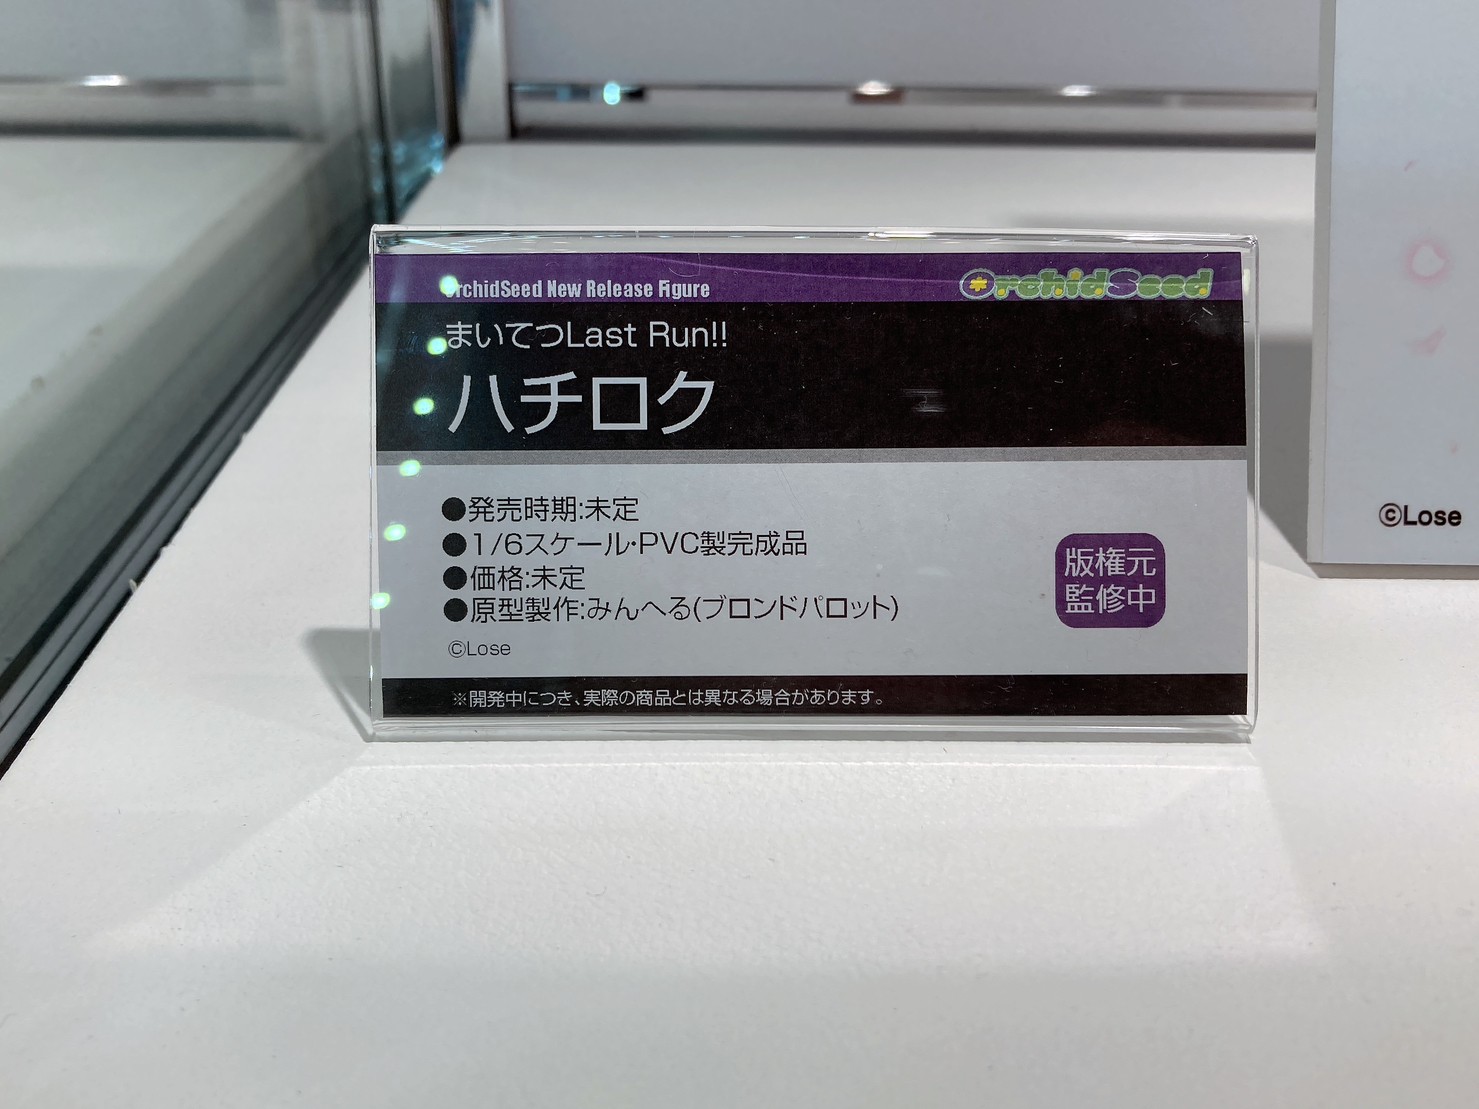 OrchidSeed New Release Figure
OrchidSeed
まいてつLast Run!!
ハチロク
●発売時期:未定
●1/6スケール･PVC製完成品
●価格:未定
●原型製作:みんへる(ブロンドパロット)
版権元
監修中
©Lose
※開発中につき、実際の商品とは異なる場合があります。
©Lose